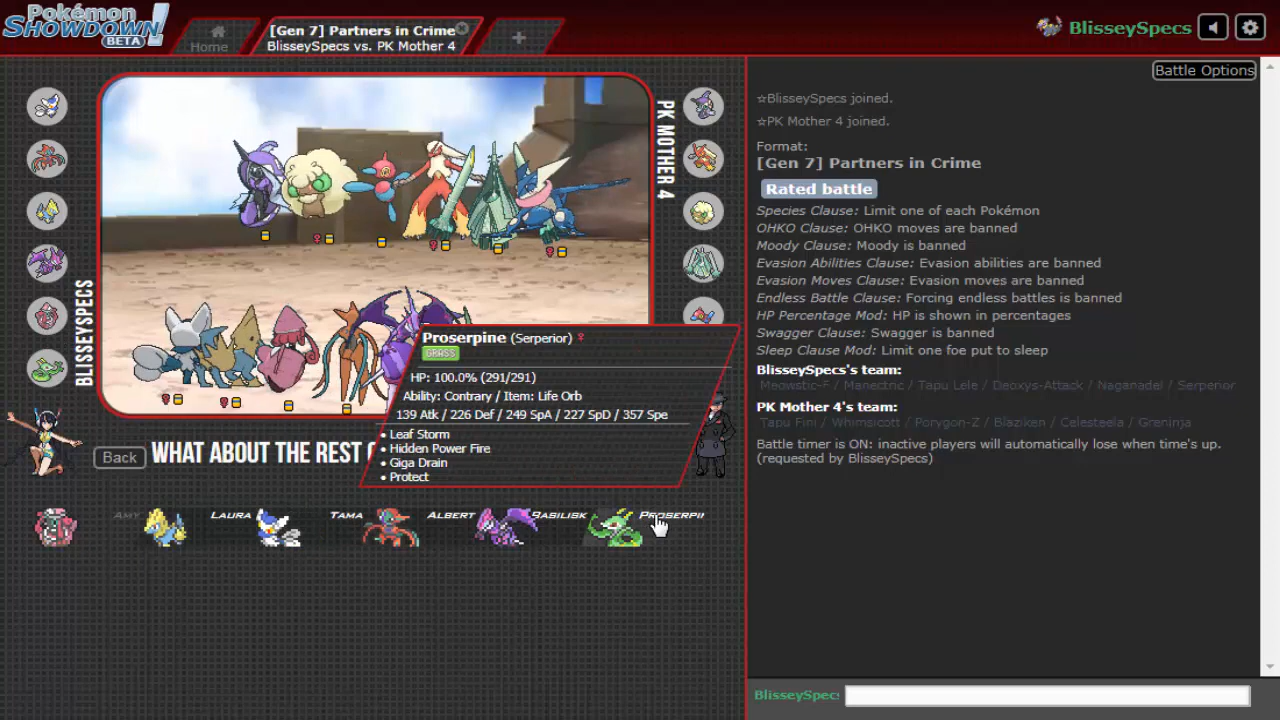 Pokémon
SHOWDOWN!
BETA
Home
[Gen 7] Partners in Crime
BlisseySpecs vs. PK Mother 4
+
BlisseySpecs
PK MOTHER 4
BLISSEYSPECS
Proserpine (Serperior) ♀
GRASS
HP: 100.0% (291/291)
Ability: Contrary / Item: Life Orb
139 Atk / 226 Def / 249 SpA / 227 SpD / 357 Spe
• Leaf Storm
• Hidden Power Fire
• Giga Drain
• Protect
Back
WHAT ABOUT THE REST
AMY
LAURA
TAMA
ALBERT
BASILISK
PROSERPIN
Battle Options
☆BlisseySpecs joined.
☆PK Mother 4 joined.
Format:
[Gen 7] Partners in Crime
Rated battle
Species Clause: Limit one of each Pokémon
OHKO Clause: OHKO moves are banned
Moody Clause: Moody is banned
Evasion Abilities Clause: Evasion abilities are banned
Evasion Moves Clause: Evasion moves are banned
Endless Battle Clause: Forcing endless battles is banned
HP Percentage Mod: HP is shown in percentages
Swagger Clause: Swagger is banned
Sleep Clause Mod: Limit one foe put to sleep
BlisseySpecs's team:
Meowstic-F / Manectric / Tapu Lele / Deoxys-Attack / Naganadel / Serperior
PK Mother 4's team:
Tapu Fini / Whimsicott / Porygon-Z / Blaziken / Celesteela / Greninja
Battle timer is ON: inactive players will automatically lose when time's up.
(requested by BlisseySpecs)
BlisseySpec: